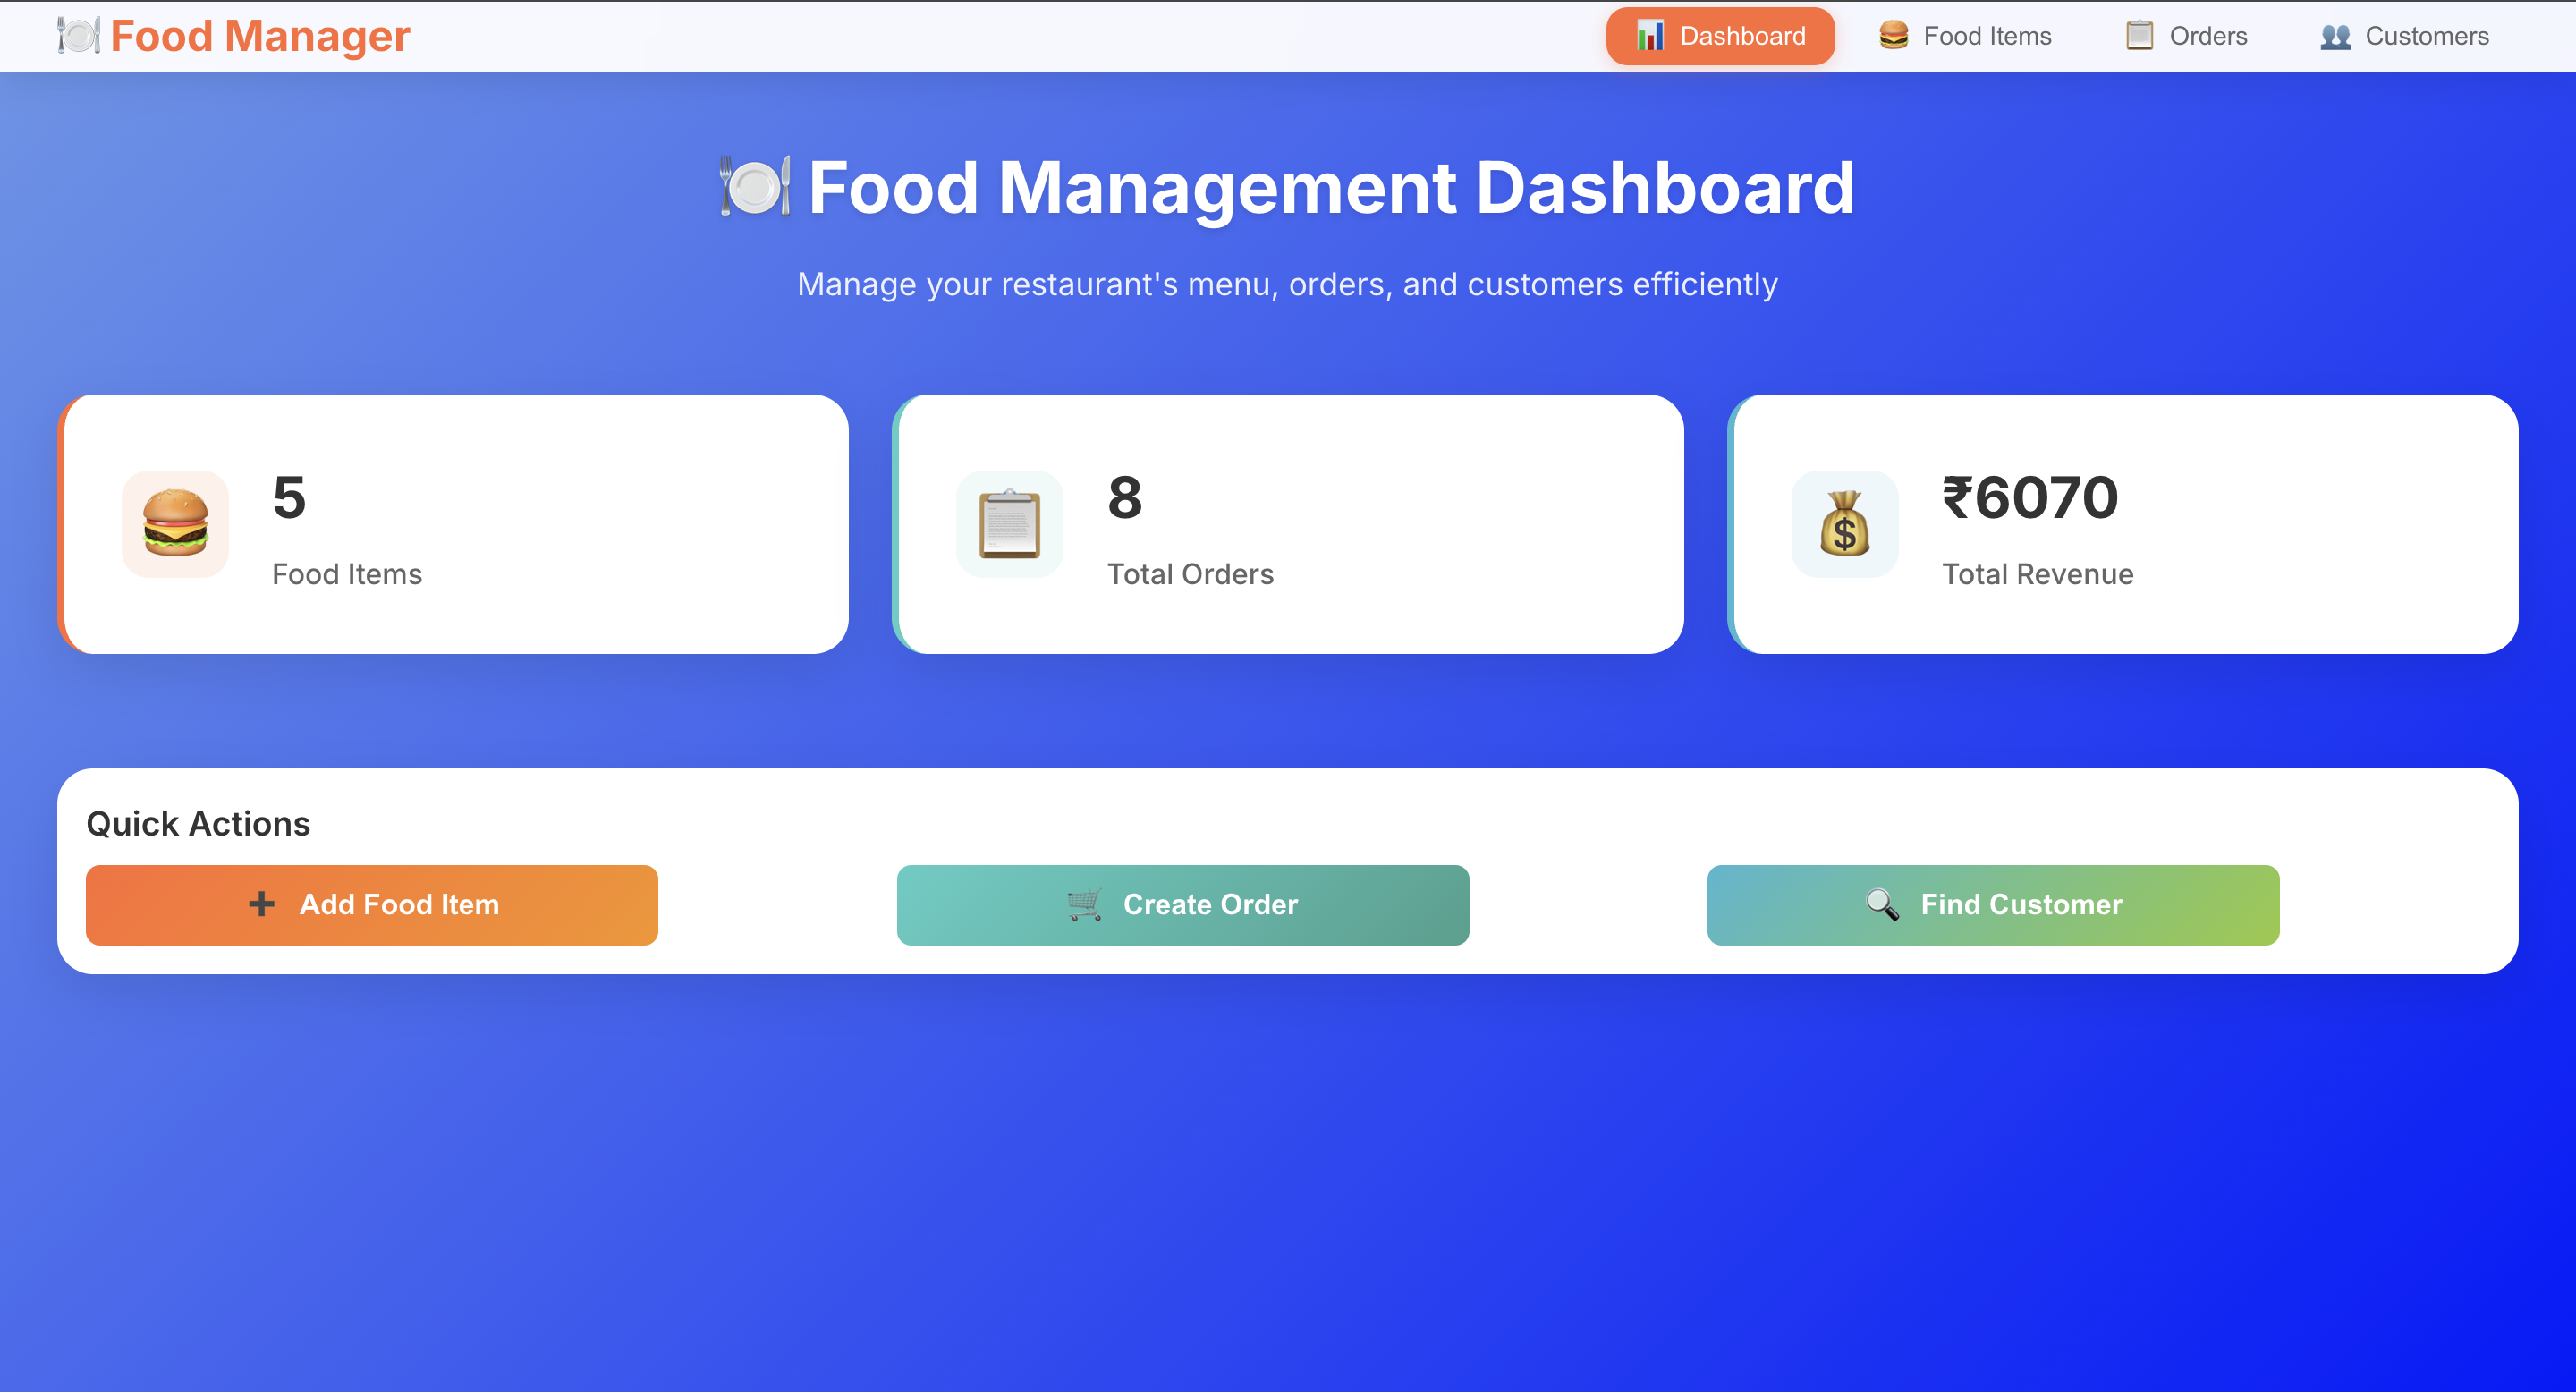 Food Manager
Dashboard
Food Items
Orders
Customers
Food Management Dashboard
Manage your restaurant's menu, orders, and customers efficiently
5
Food Items
8
Total Orders
₹6070
Total Revenue
Quick Actions
Add Food Item
Create Order
Find Customer